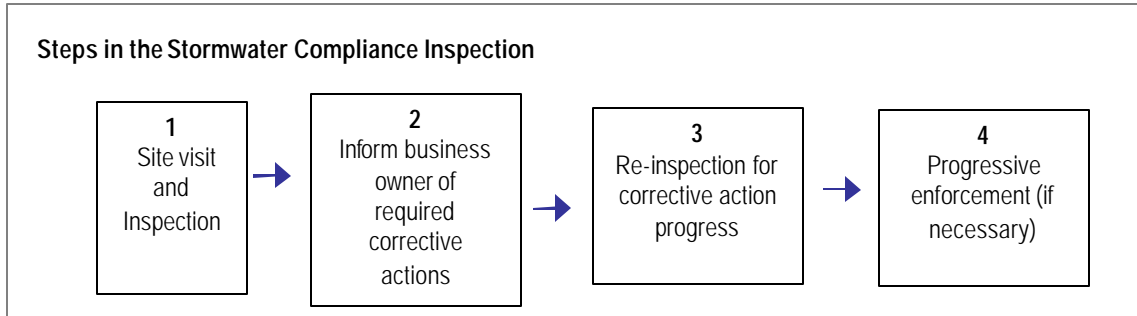 Steps in the Stormwater Compliance Inspection
1
Site visit
and
Inspection
2
Inform business
owner of
required
corrective
actions
3
Re-inspection for
corrective action
progress
4
Progressive
enforcement (if
necessary)